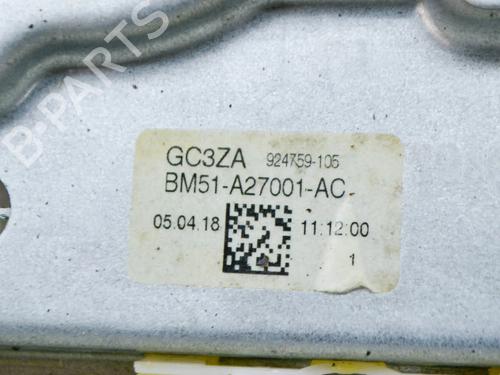 B-PARTS
GC3ZA 924759-105
BM51-A27001-AC
05.04.18 11:12:00
1